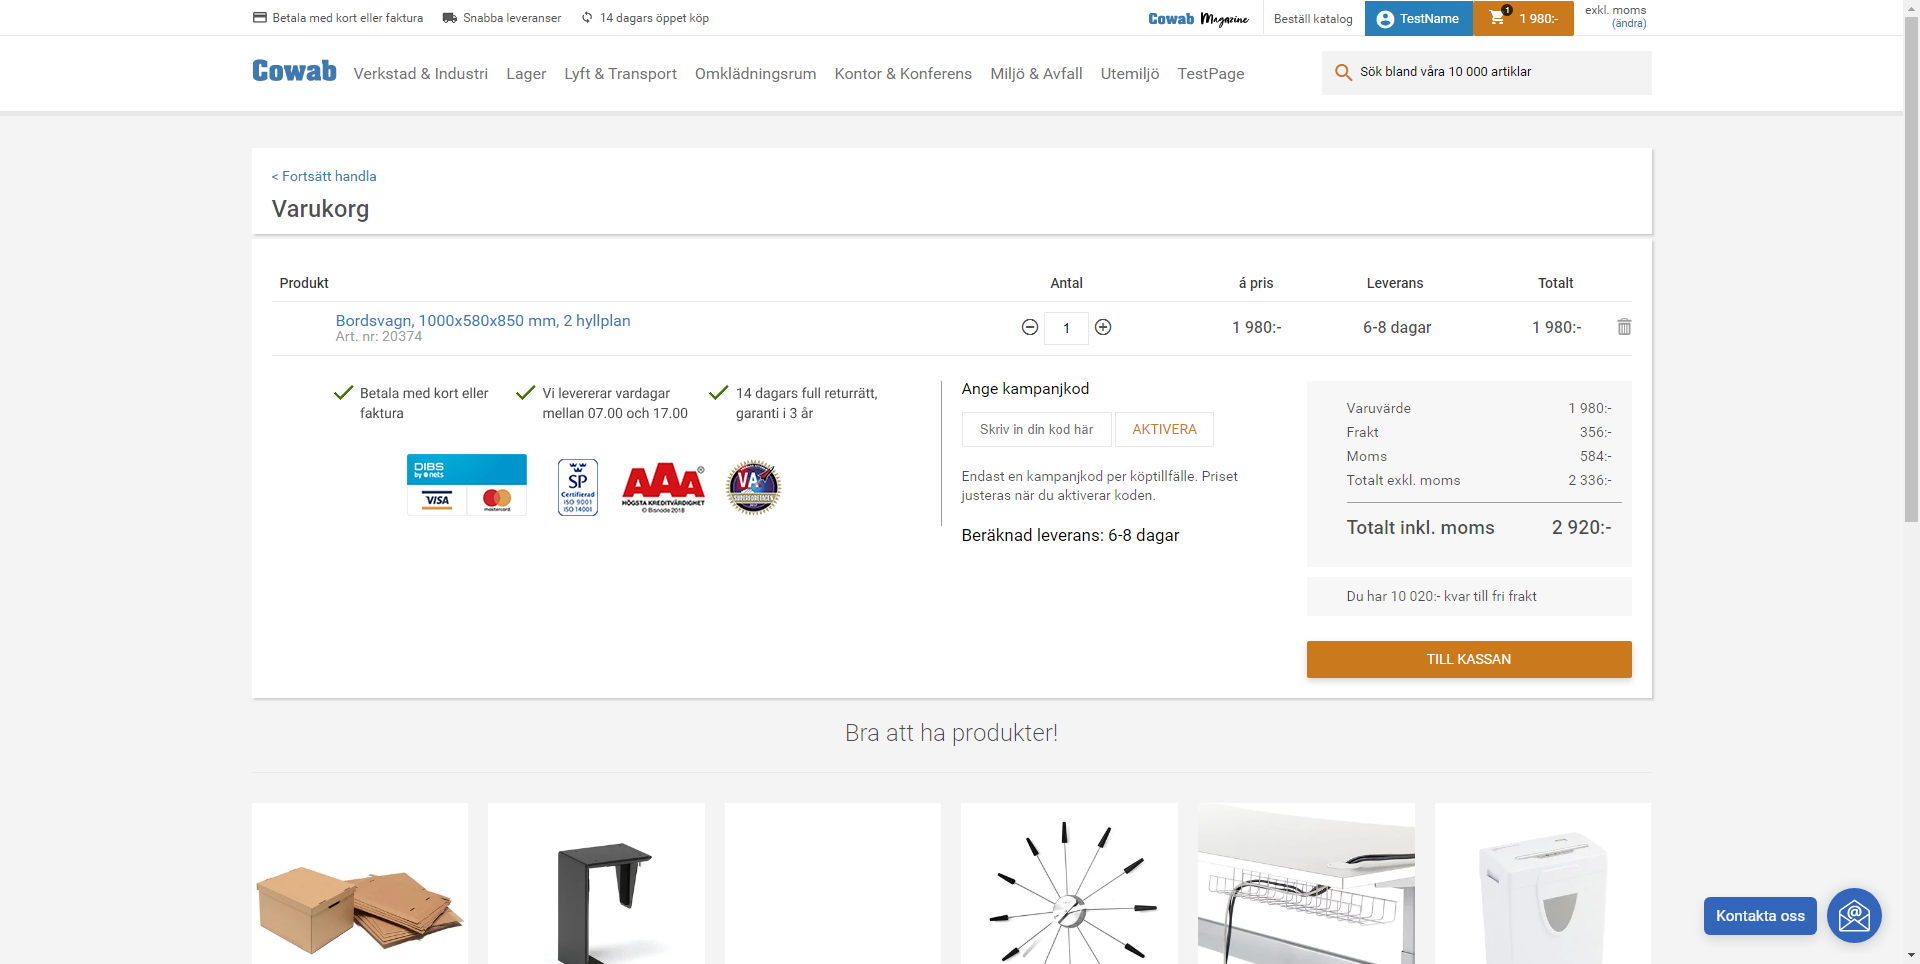 Betala med kort eller faktura
Snabba leveranser
14 dagars öppet köp
Cowab Magazine
Beställ katalog
TestName
1
1 980:-
exkl. moms
(ändra)
Cowab
Verkstad & Industri
Lager
Lyft & Transport
Omklädningsrum
Kontor & Konferens
Miljö & Avfall
Utemiljö
TestPage
Sök bland våra 10 000 artiklar
< Fortsätt handla
Varukorg
Produkt
Antal
á pris
Leverans
Totalt
Bordsvagn, 1000x580x850 mm, 2 hyllplan
Art. nr: 20374
1
1 980:-
6-8 dagar
1 980:-
Betala med kort eller
faktura
Vi levererar vardagar
mellan 07.00 och 17.00
14 dagars full returrätt,
garanti i 3 år
DIBS
by nets
VISA
mastercard
SP
Certifierad
ISO 9001
ISO 14001
AAA®
HÖGSTA KREDITVÄRDIGHET
© Bisnode 2018
VA
SUPERFÖRETAGEN
Ange kampanjkod
Skriv in din kod här
AKTIVERA
Endast en kampanjkod per köptillfälle. Priset
justeras när du aktiverar koden.
Beräknad leverans: 6-8 dagar
Varuvärde 1 980:-
Frakt 356:-
Moms 584:-
Totalt exkl. moms 2 336:-
Totalt inkl. moms 2 920:-
Du har 10 020:- kvar till fri frakt
TILL KASSAN
Bra att ha produkter!
Kontakta oss
@